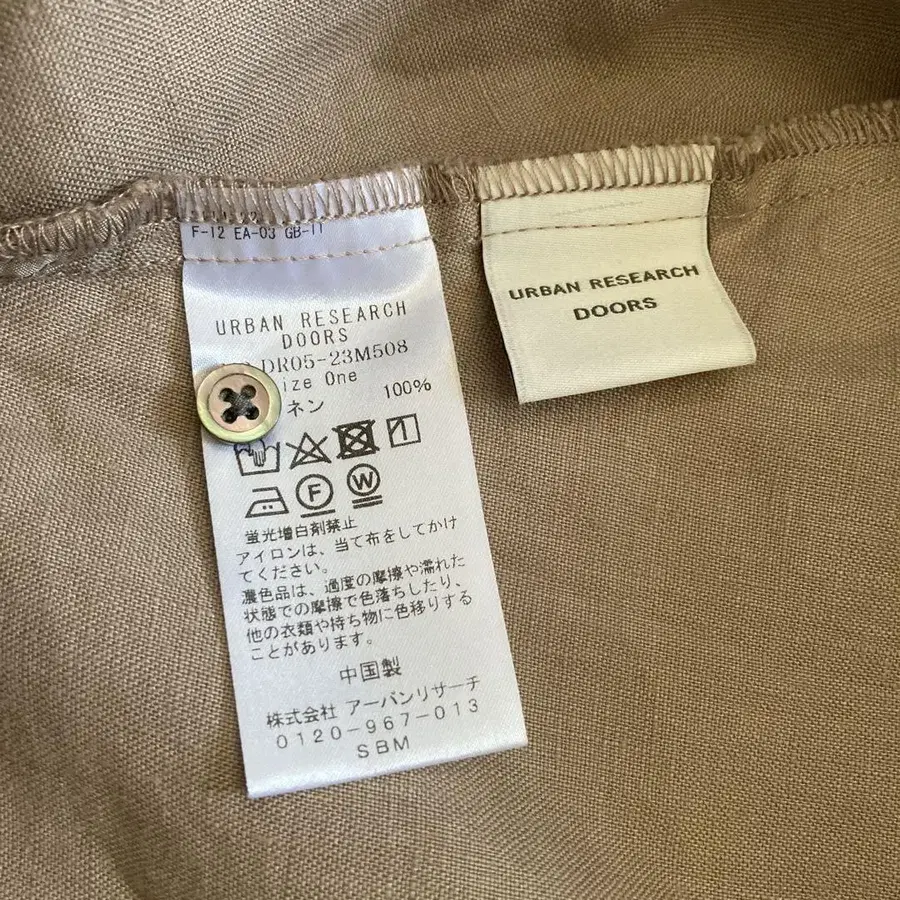 F-12 EA-03 GB-11
URBAN RESEARCH
DOORS
DR05-23M508
ize One
ネン 100%
F W
蛍光増白剤禁止
アイロンは、当て布をしてかけ
てください。
濃色品は、過度の摩擦や濡れた
状態での摩擦で色落ちしたり、
他の衣類や持ち物に色移りする
ことがあります。
中国製
株式会社 アーバンリサーチ
0120-967-013
SBM
URBAN RESEARCH
DOORS